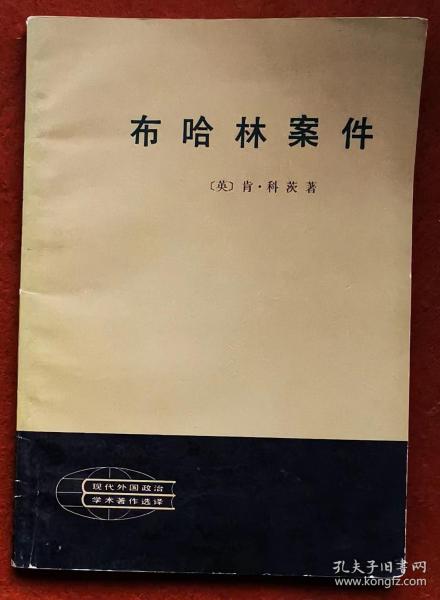 布哈林案件
〔英〕肯·科茨著
现代外国政治
学术著作选译
孔夫子旧书网
www.kongfz.com